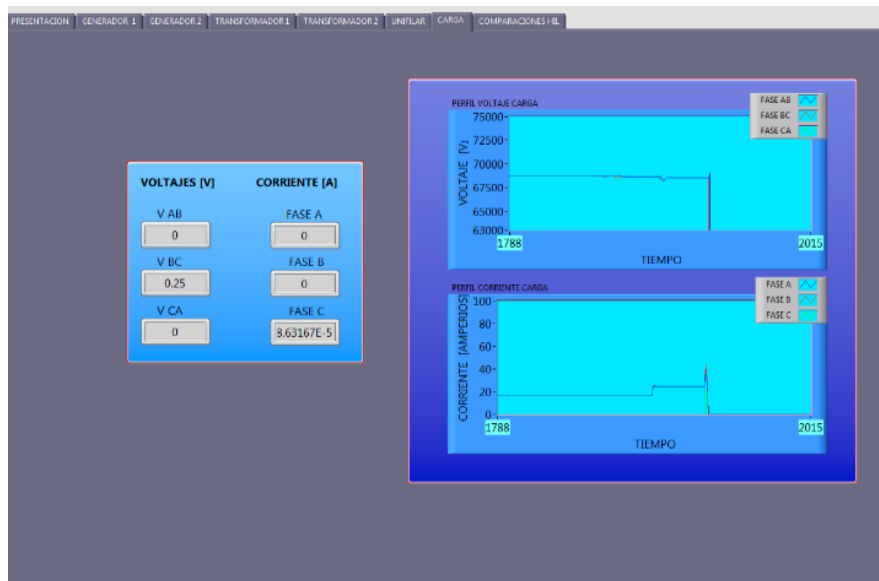 PRESENTACION GENERADOR 1 GENERADOR 2 TRANSFORMADOR 1 TRANSFORMADOR 2 UNIFILAR CARGA COMPARACIONES HIL
VOLTAJES [V] CORRIENTE [A]
V AB FASE A
0 0
V BC FASE B
0.25 0
V CA FASE C
0 8.63167E-5
PERFIL VOLTAJE CARGA
FASE AB
FASE BC
FASE CA
VOLTAJE [V]
75000
72500
70000
67500
65000
63000
1788 2015
TIEMPO
PERFIL CORRIENTE CARGA
FASE A
FASE B
FASE C
CORRIENTE [AMPERIOS]
100
80
60
40
20
0
1788 2015
TIEMPO